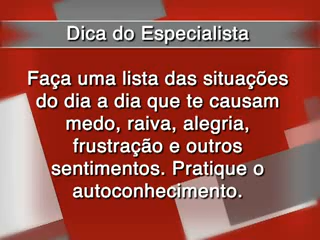 Dica do Especialista
Faça uma lista das situações
do dia a dia que te causam
medo, raiva, alegria,
frustração e outros
sentimentos. Pratique o
autoconhecimento.